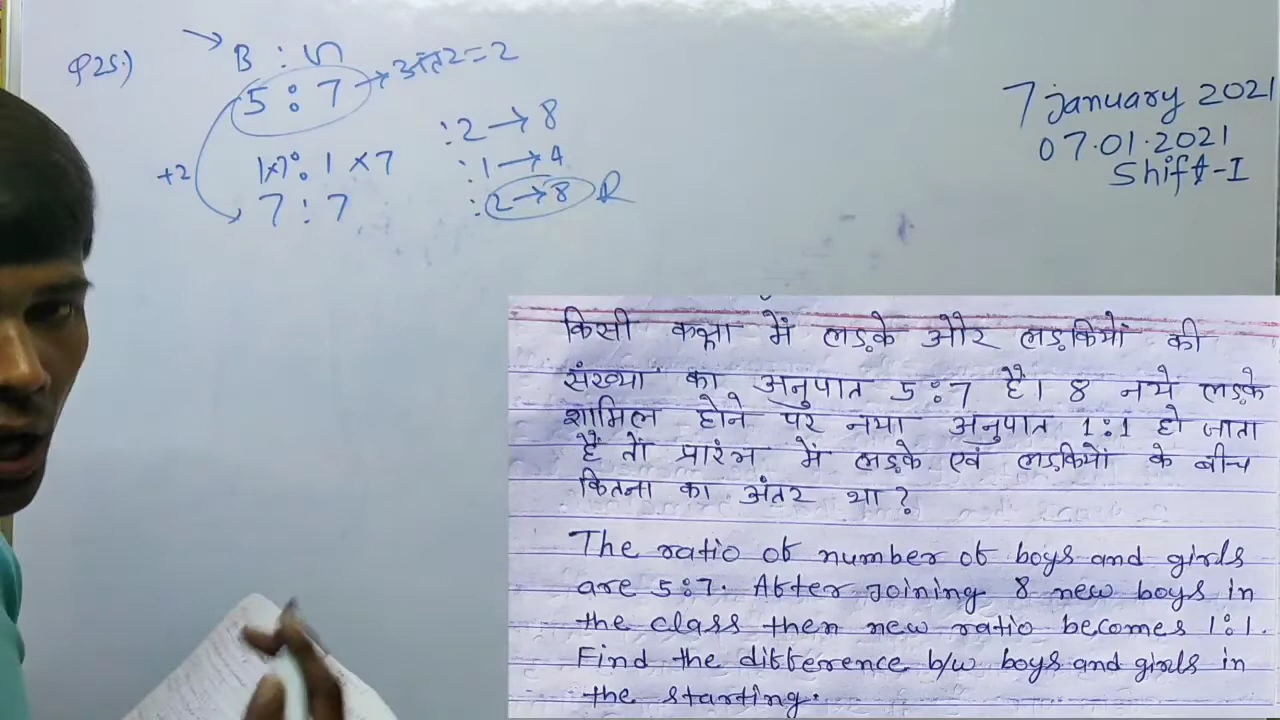 Q25.)
B : G
5 : 7 → अंतर = 2
1×7 : 1 × 7
+2
7 : 7
: 2 → 8
: 1 → 4
: 2 → 8 R
7 january 2021
07.01.2021
Shift-I
किसी कक्षा में लड़के और लड़कियों की
संख्या का अनुपात 5:7 है। 8 नये लड़के
शामिल होने पर नया अनुपात 1:1 हो जाता
हैं तो प्रारंभ में लड़के एवं लड़कियों के बीच
कितना का अंतर था?
The ratio of number of boys and girls
are 5:7. After joining 8 new boys in
the class then new ratio becomes 1:1.
Find the difference b/w boys and girls in
the starting.